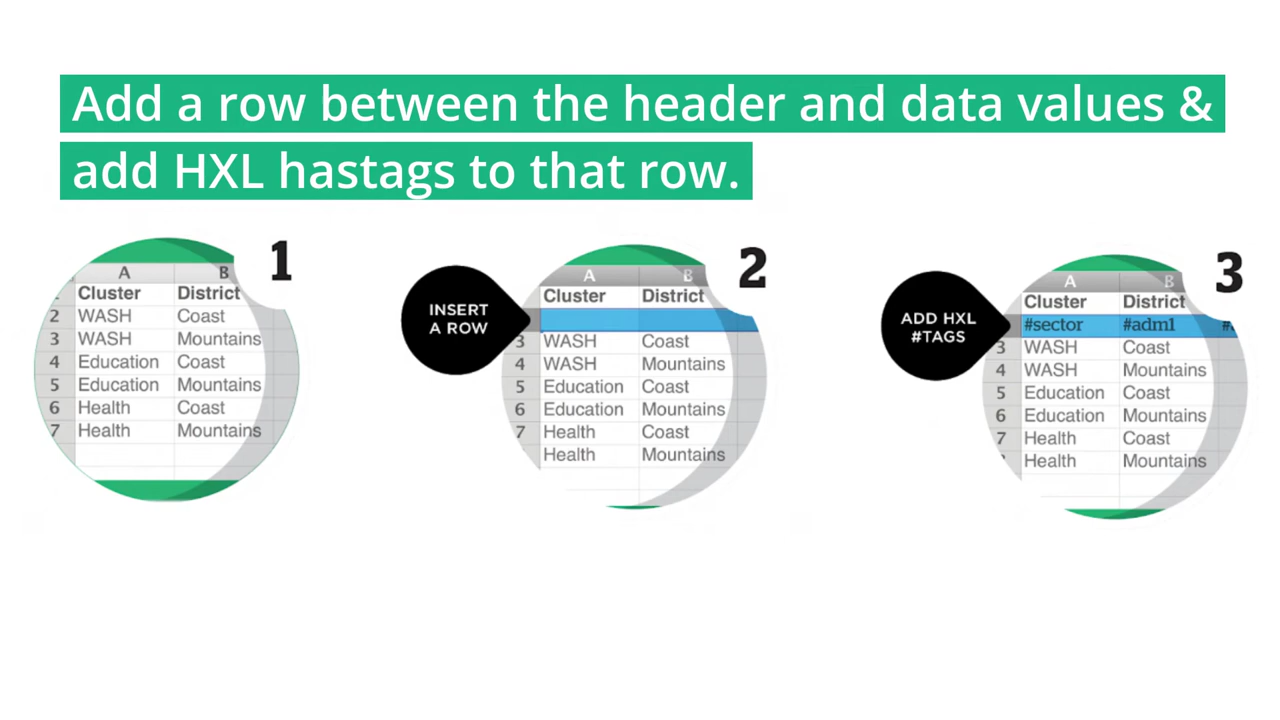 Add a row between the header and data values &
add HXL hastags to that row.
1
A B
Cluster District
2 WASH Coast
3 WASH Mountains
4 Education Coast
5 Education Mountains
6 Health Coast
7 Health Mountains
2
INSERT
A ROW
A B
Cluster District
3 WASH Coast
4 WASH Mountains
5 Education Coast
6 Education Mountains
7 Health Coast
Health Mountains
3
ADD HXL
#TAGS
A B
Cluster District
#sector #adm1
3 WASH Coast
4 WASH Mountains
5 Education Coast
6 Education Mountains
7 Health Coast
Health Mountains